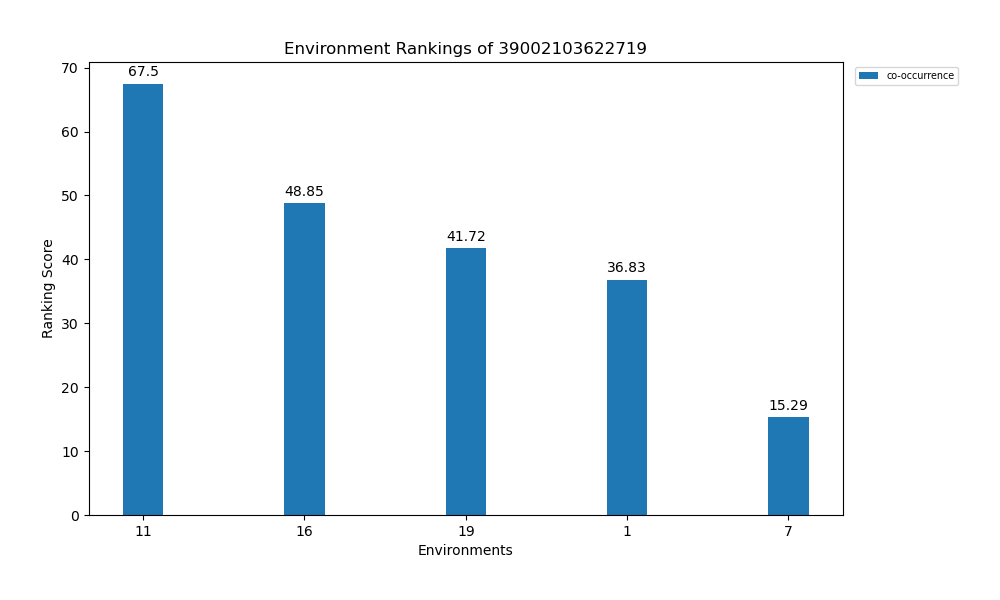 Environment Rankings of 39002103622719
co-occurrence
Ranking Score
70
60
50
40
30
20
10
0
67.5
48.85
41.72
36.83
15.29
11 16 19 1 7
Environments